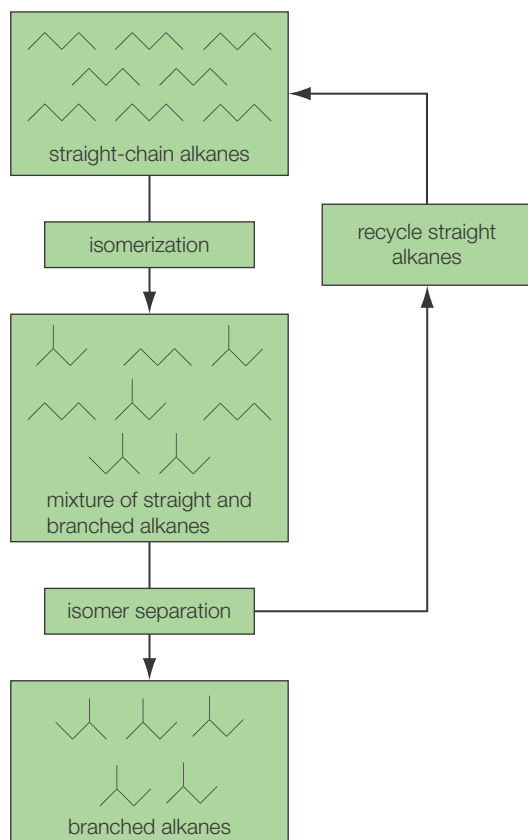 straight-chain alkanes
isomerization
recycle straight
alkanes
mixture of straight and
branched alkanes
isomer separation
branched alkanes